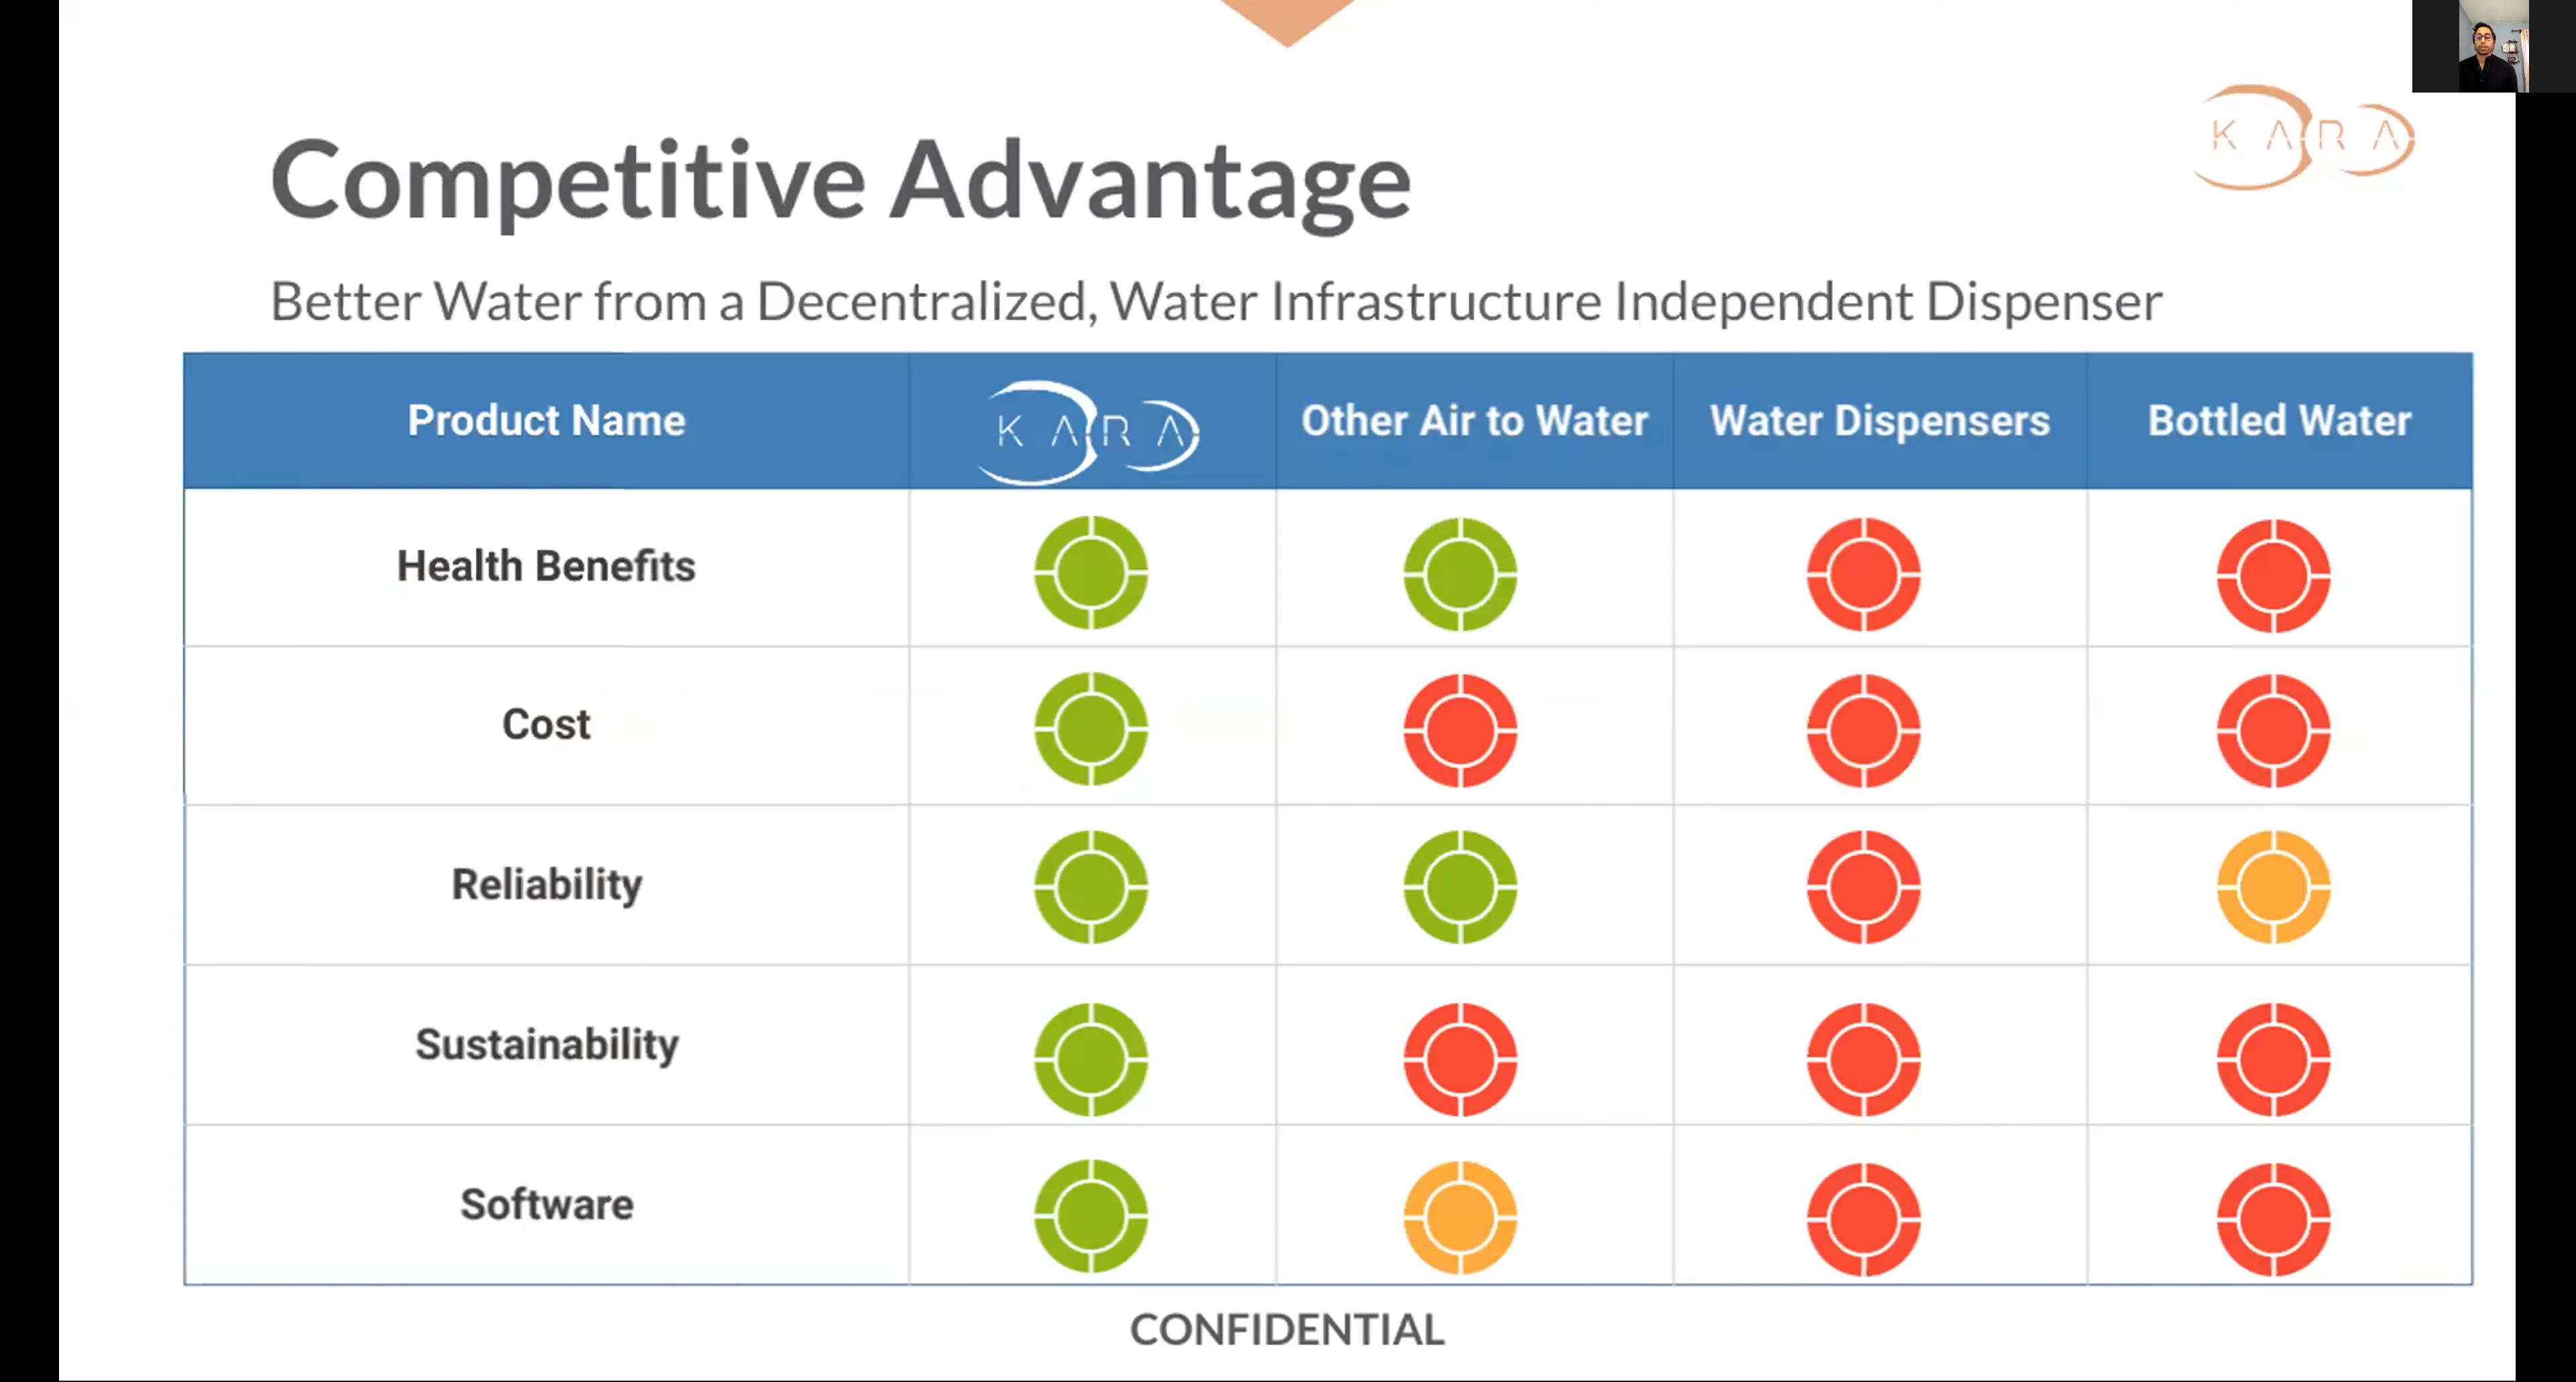 KARA
Competitive Advantage
Better Water from a Decentralized, Water Infrastructure Independent Dispenser
Product Name
KARA
Other Air to Water
Water Dispensers
Bottled Water
Health Benefits
Cost
Reliability
Sustainability
Software
CONFIDENTIAL